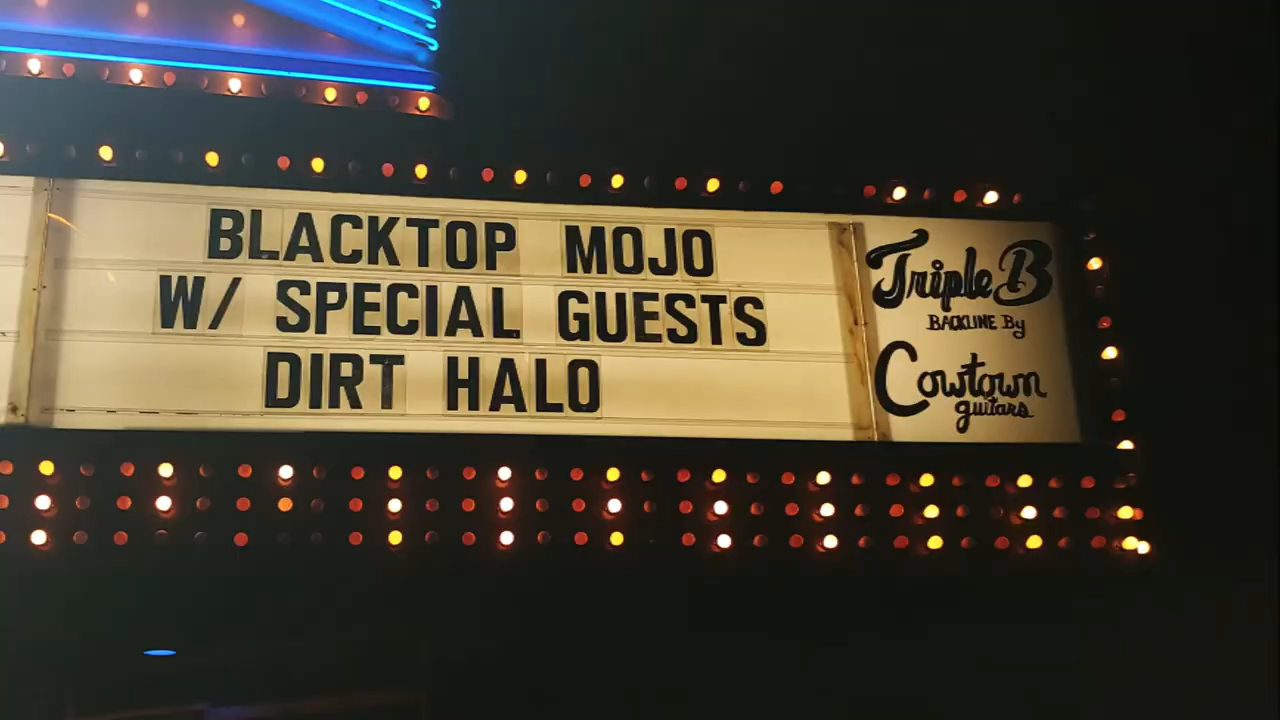 BLACKTOP MOJO
W/ SPECIAL GUESTS
DIRT HALO
Triple B
BACKLINE By
Cowtown
guitars